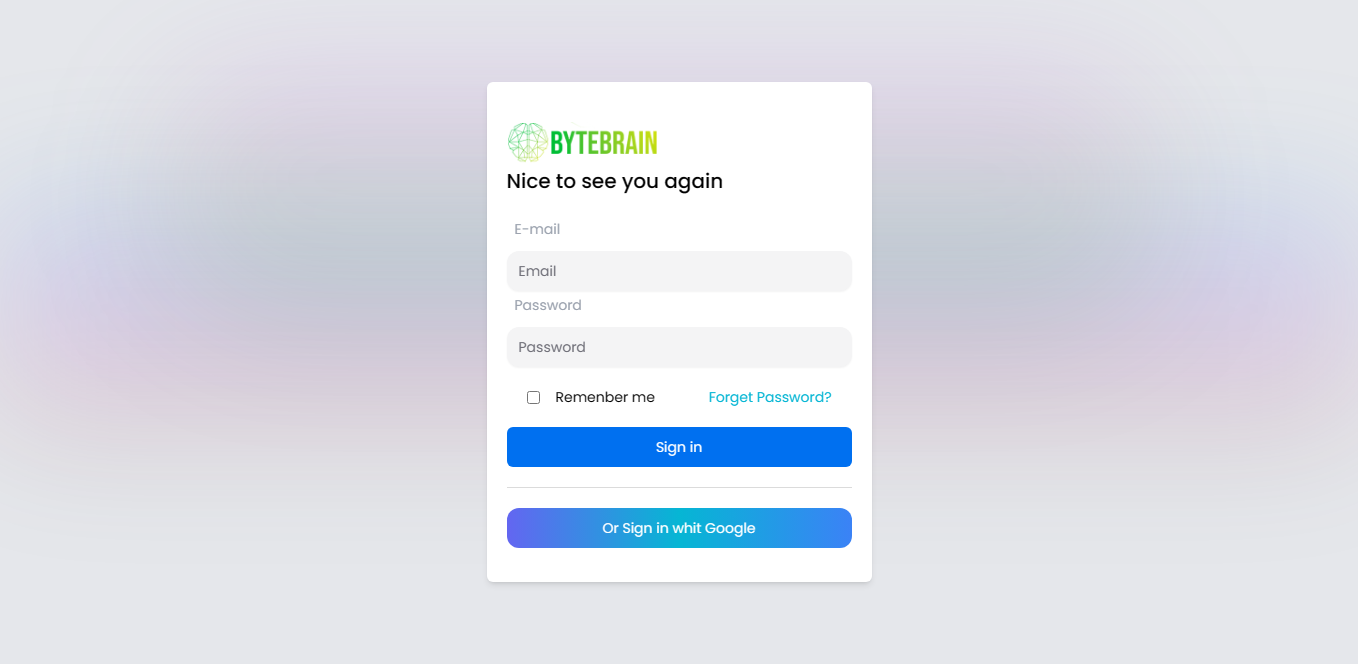 BYTEBRAIN
Nice to see you again
E-mail
Email
Password
Password
Remenber me Forget Password?
Sign in
Or Sign in whit Google